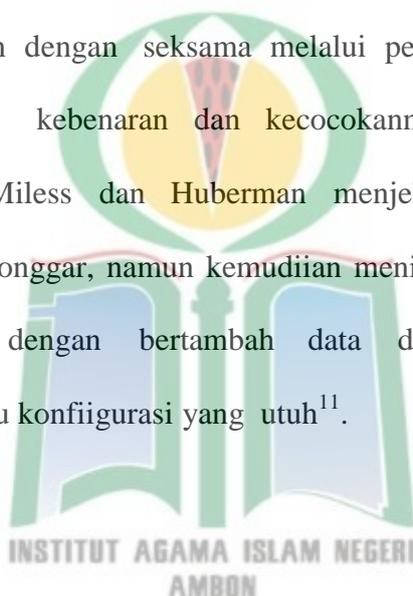 dengan seksama melalui
kebenaran dan kecocokann
Miless dan Huberman menje
onggar, namun kemudiian meni
dengan bertambah data d
u konfiigurasi yang utuh11.
INSTITUT AGAMA ISLAM NEGERI
AMBON